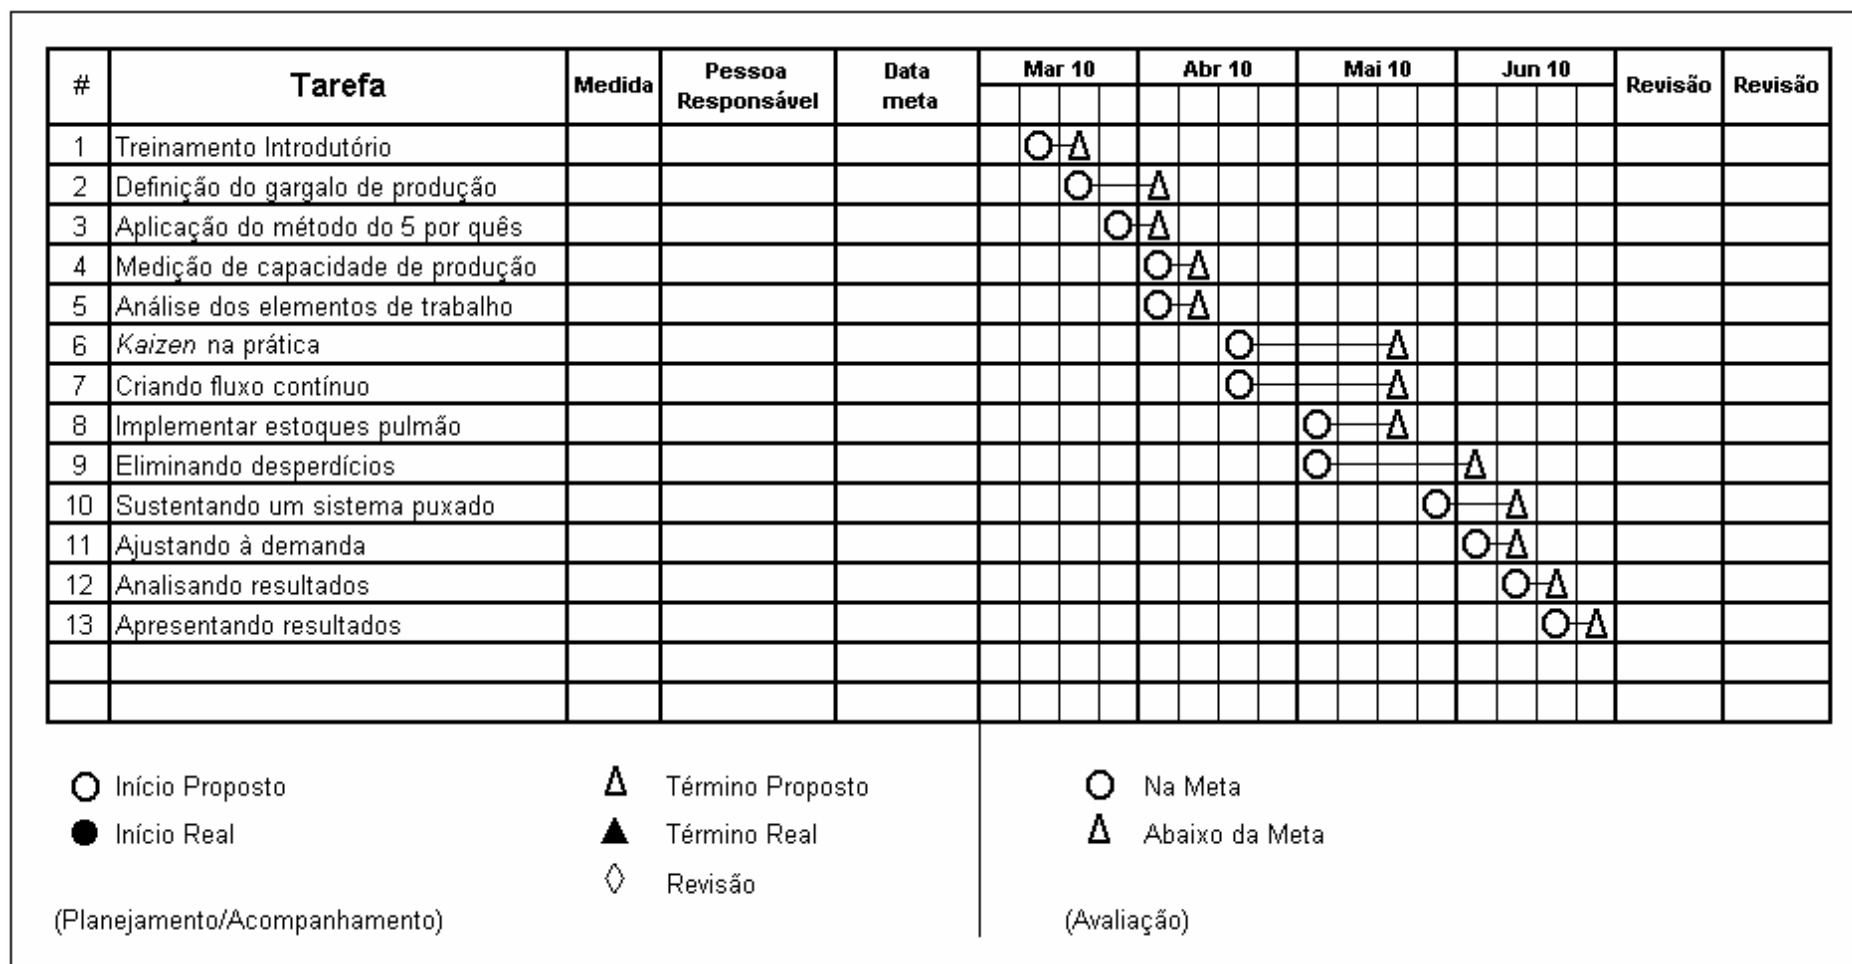 # Tarefa Medida Pessoa Responsável Data meta Mar 10 Abr 10 Mai 10 Jun 10 Revisão Revisão
1 Treinamento Introdutório
2 Definição do gargalo de produção
3 Aplicação do método do 5 por quês
4 Medição de capacidade de produção
5 Análise dos elementos de trabalho
6 Kaizen na prática
7 Criando fluxo contínuo
8 Implementar estoques pulmão
9 Eliminando desperdícios
10 Sustentando um sistema puxado
11 Ajustando à demanda
12 Analisando resultados
13 Apresentando resultados
Início Proposto Término Proposto Na Meta
Início Real Término Real Abaixo da Meta
Revisão
(Planejamento/Acompanhamento) (Avaliação)